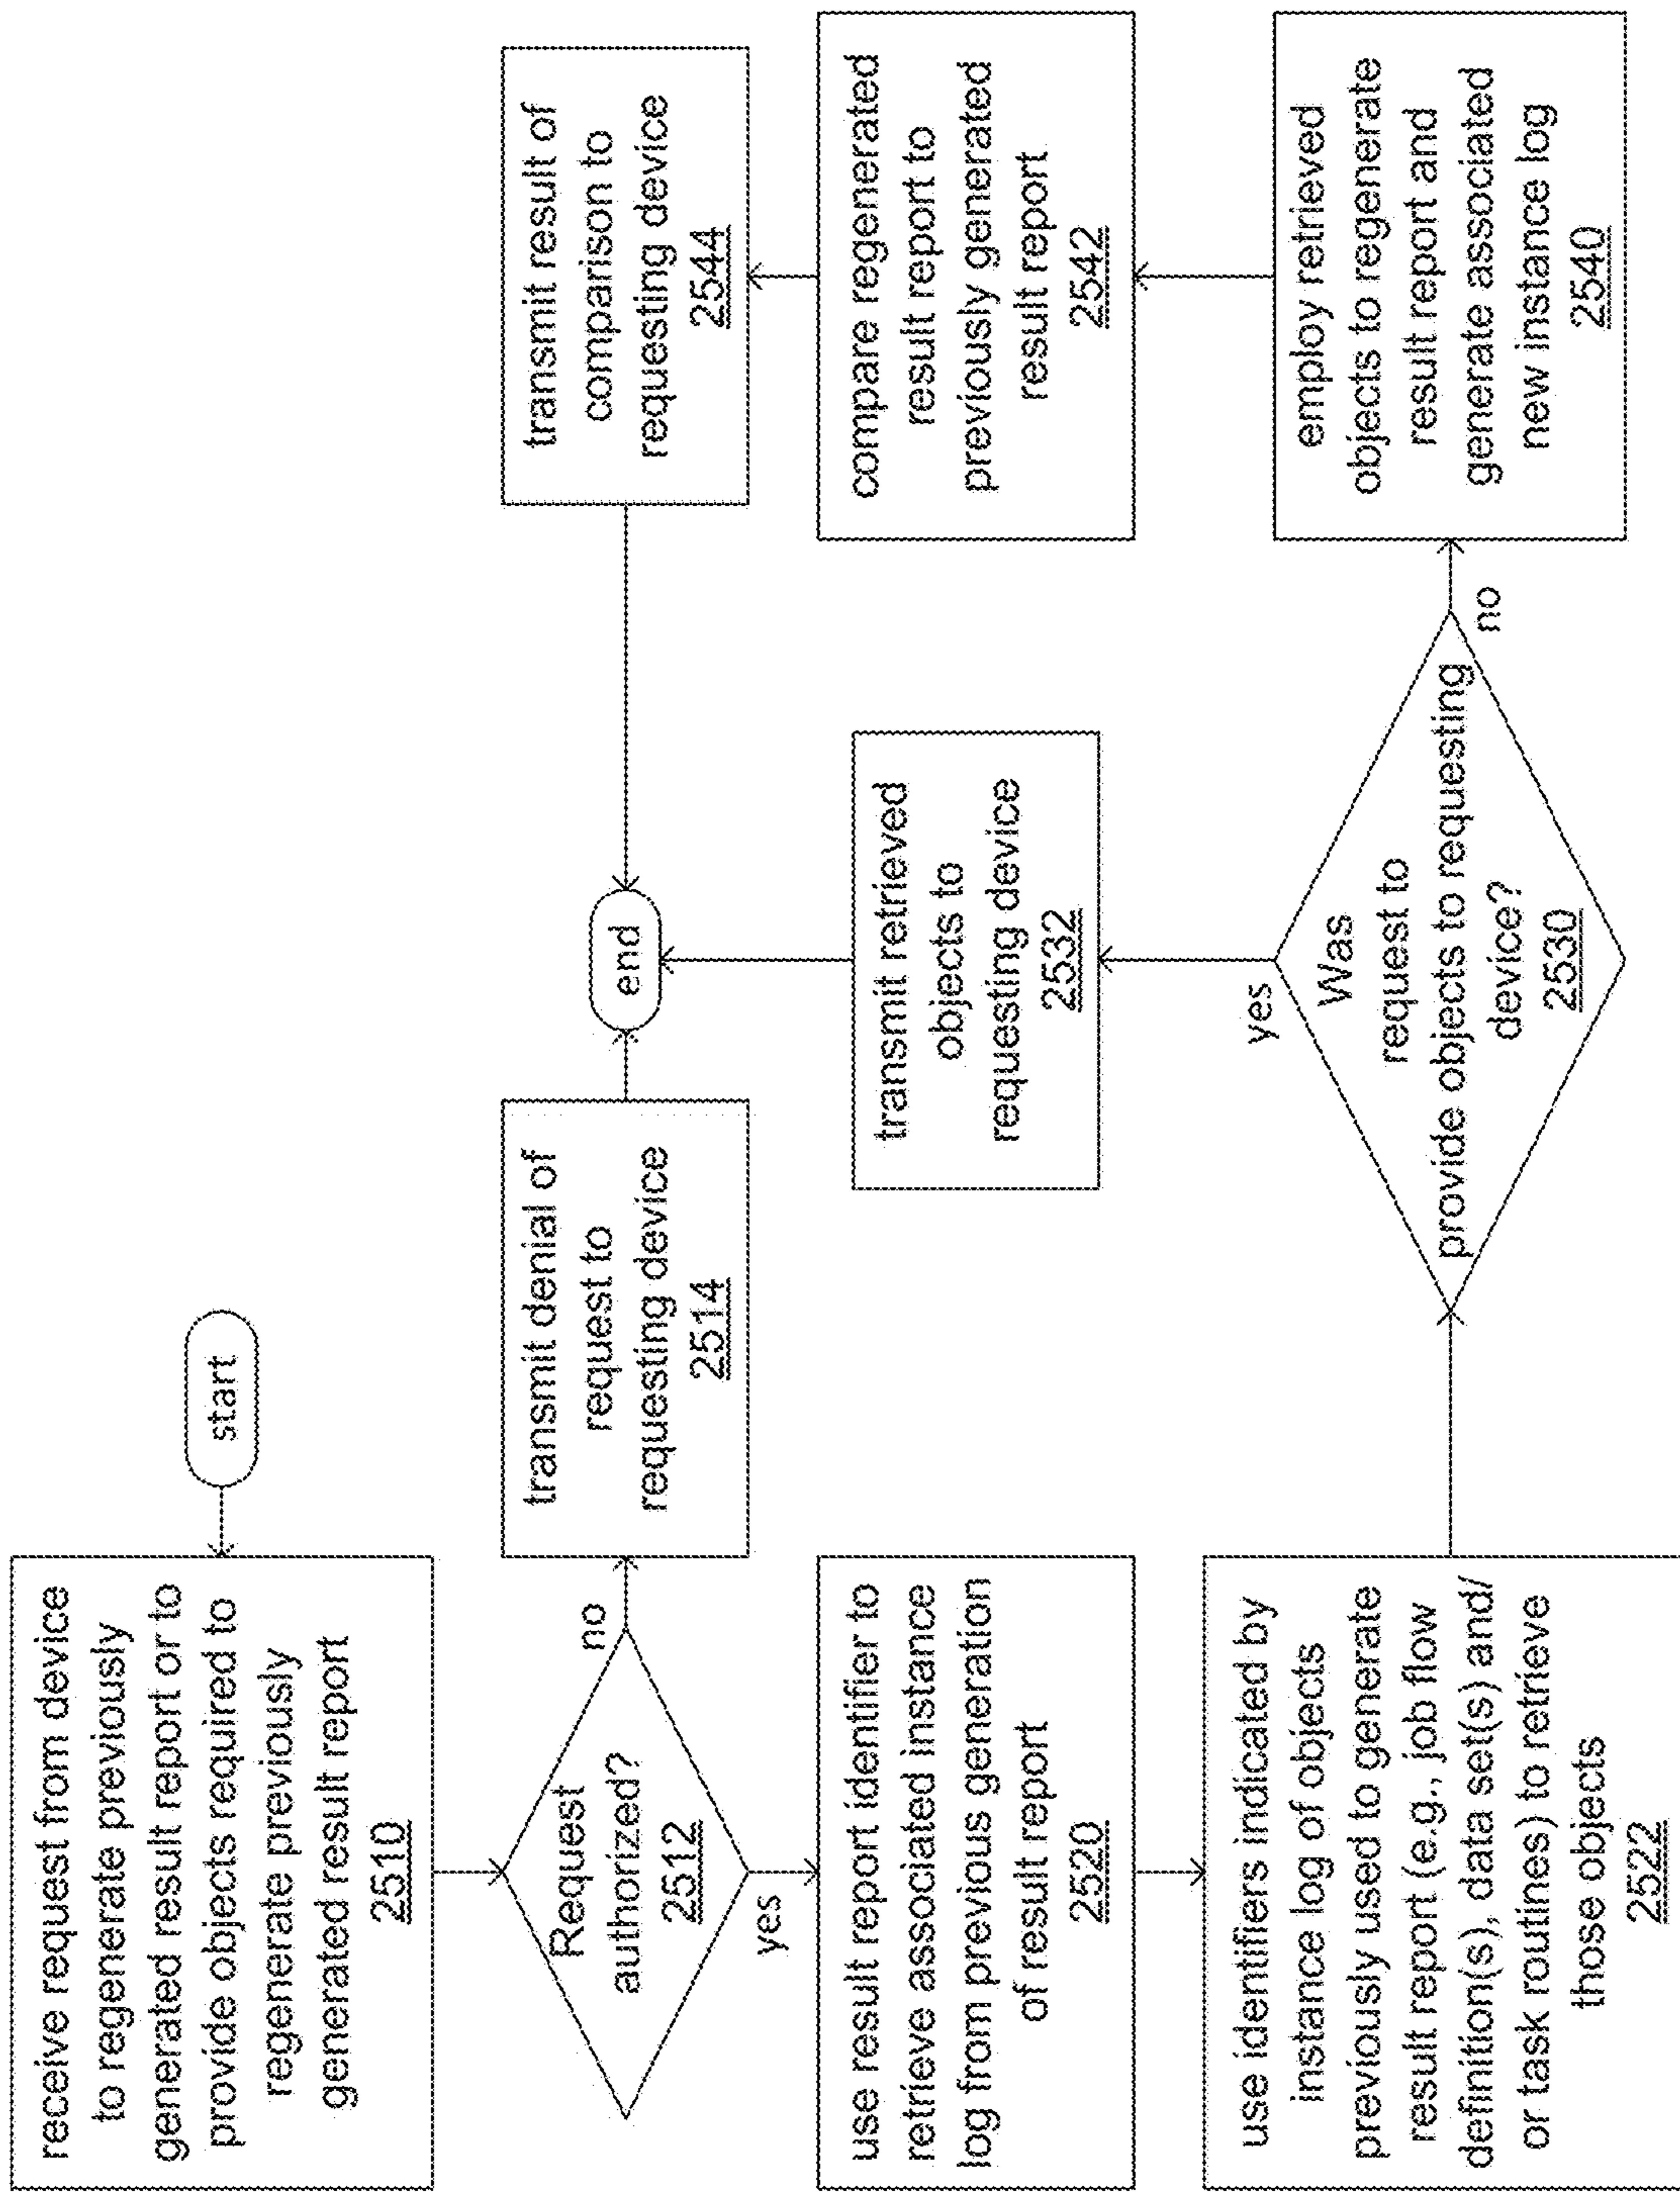 start
receive request from device
to regenerate previously
generated result report or to
provide objects required to
regenerate previously
generated result report
2510
Request
authorized?
2512
no
yes
transmit denial of
request to
requesting device
2514
end
use result report identifier to
retrieve associated instance
log from previous generation
of result report
2520
use identifiers indicated by
instance log of objects
previously used to generate
result report (e.g., job flow
definition(s), data set(s) and/
or task routines) to retrieve
those objects
2522
Was
request to
provide objects to requesting
device?
2530
yes
no
transmit retrieved
objects to
requesting device
2532
employ retrieved
objects to regenerate
result report and
generate associated
new instance log
2540
compare regenerated
result report to
previously generated
result report
2542
transmit result of
comparison to
requesting device
2544